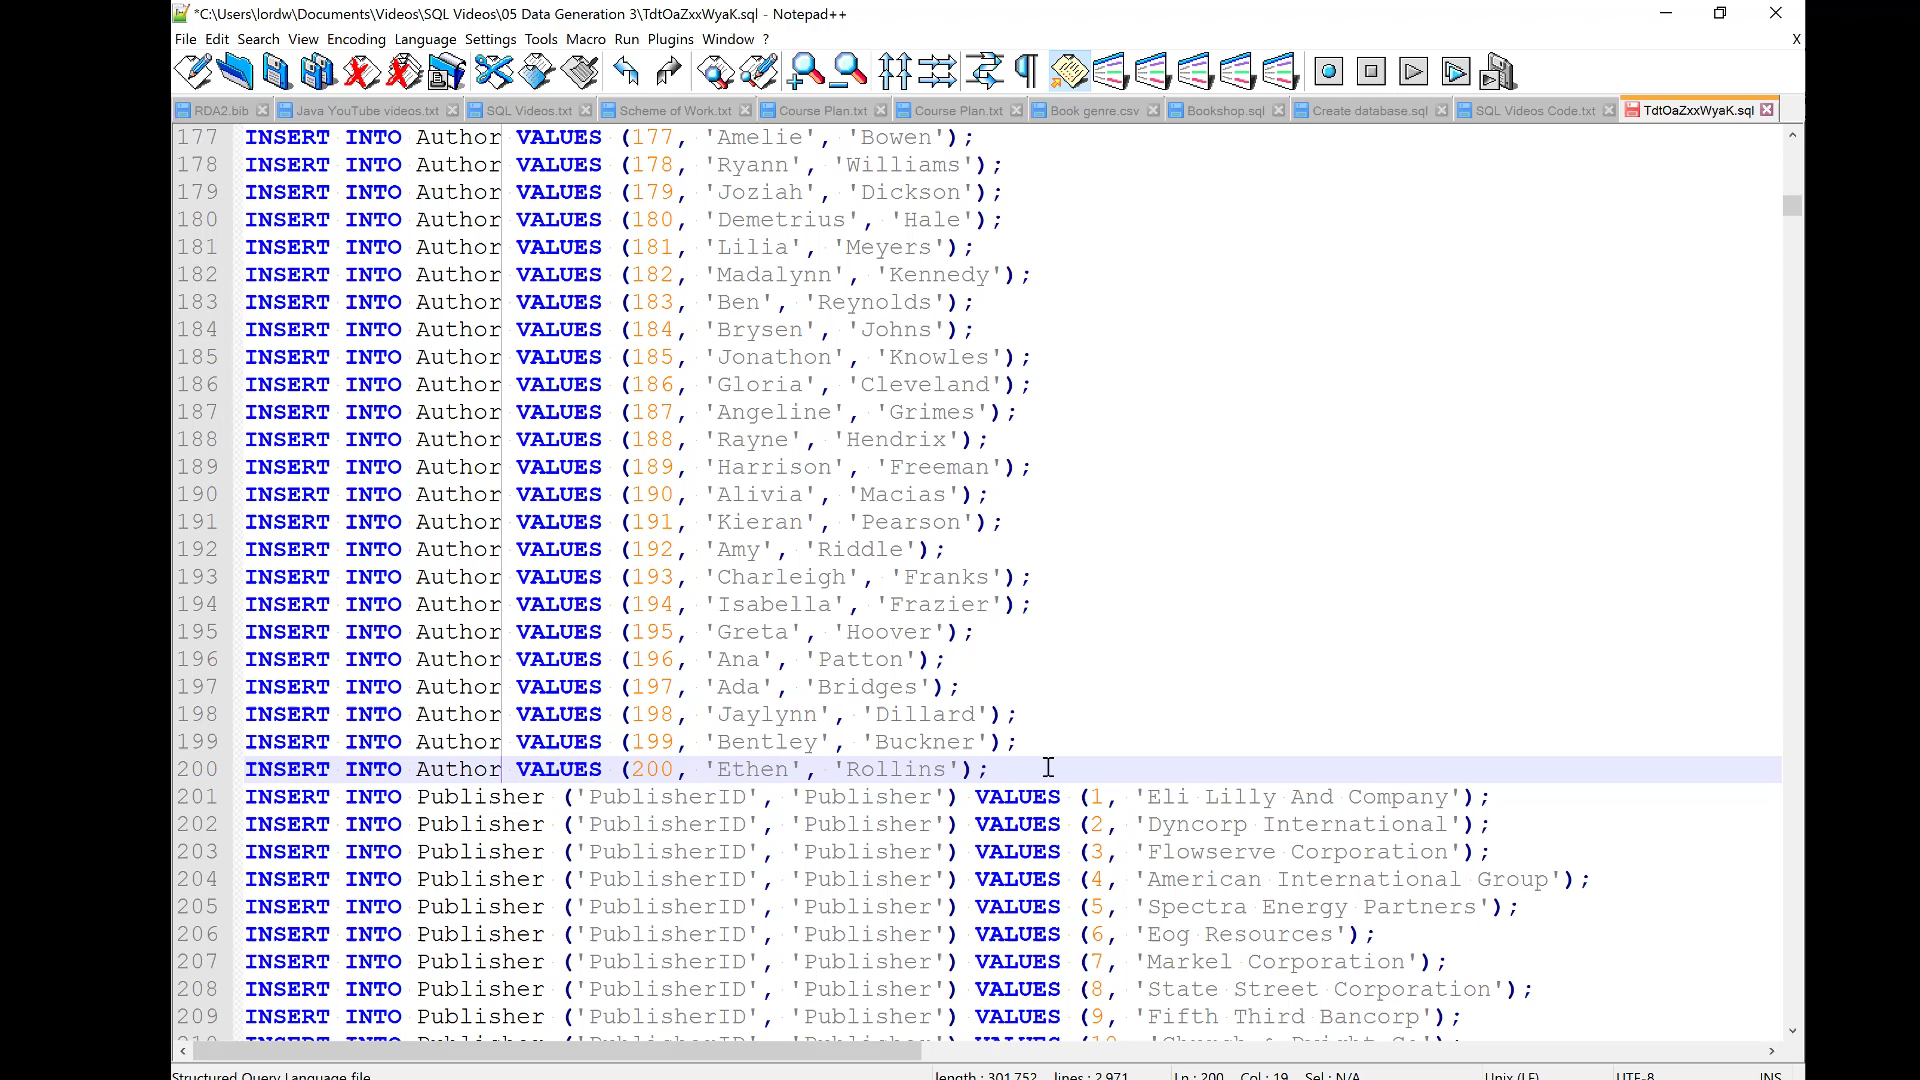 *C:\Users\lordw\Documents\Videos\SQL Videos\05 Data Generation 3\TdtOaZxxWyaK.sql - Notepad++
File Edit Search View Encoding Language Settings Tools Macro Run Plugins Window ? X
RDA2.bib Java YouTube videos.txt SQL Videos.txt Scheme of Work.txt Course Plan.txt Course Plan.txt Book genre.csv Bookshop.sql Create database.sql SQL Videos Code.txt TdtOaZxxWyaK.sql
177 INSERT INTO Author VALUES (177, 'Amelie', 'Bowen');
178 INSERT INTO Author VALUES (178, 'Ryann', 'Williams');
179 INSERT INTO Author VALUES (179, 'Joziah', 'Dickson');
180 INSERT INTO Author VALUES (180, 'Demetrius', 'Hale');
181 INSERT INTO Author VALUES (181, 'Lilia', 'Meyers');
182 INSERT INTO Author VALUES (182, 'Madalynn', 'Kennedy');
183 INSERT INTO Author VALUES (183, 'Ben', 'Reynolds');
184 INSERT INTO Author VALUES (184, 'Brysen', 'Johns');
185 INSERT INTO Author VALUES (185, 'Jonathon', 'Knowles');
186 INSERT INTO Author VALUES (186, 'Gloria', 'Cleveland');
187 INSERT INTO Author VALUES (187, 'Angeline', 'Grimes');
188 INSERT INTO Author VALUES (188, 'Rayne', 'Hendrix');
189 INSERT INTO Author VALUES (189, 'Harrison', 'Freeman');
190 INSERT INTO Author VALUES (190, 'Alivia', 'Macias');
191 INSERT INTO Author VALUES (191, 'Kieran', 'Pearson');
192 INSERT INTO Author VALUES (192, 'Amy', 'Riddle');
193 INSERT INTO Author VALUES (193, 'Charleigh', 'Franks');
194 INSERT INTO Author VALUES (194, 'Isabella', 'Frazier');
195 INSERT INTO Author VALUES (195, 'Greta', 'Hoover');
196 INSERT INTO Author VALUES (196, 'Ana', 'Patton');
197 INSERT INTO Author VALUES (197, 'Ada', 'Bridges');
198 INSERT INTO Author VALUES (198, 'Jaylynn', 'Dillard');
199 INSERT INTO Author VALUES (199, 'Bentley', 'Buckner');
200 INSERT INTO Author VALUES (200, 'Ethen', 'Rollins');
201 INSERT INTO Publisher ('PublisherID', 'Publisher') VALUES (1, 'Eli Lilly And Company');
202 INSERT INTO Publisher ('PublisherID', 'Publisher') VALUES (2, 'Dyncorp International');
203 INSERT INTO Publisher ('PublisherID', 'Publisher') VALUES (3, 'Flowserve Corporation');
204 INSERT INTO Publisher ('PublisherID', 'Publisher') VALUES (4, 'American International Group');
205 INSERT INTO Publisher ('PublisherID', 'Publisher') VALUES (5, 'Spectra Energy Partners');
206 INSERT INTO Publisher ('PublisherID', 'Publisher') VALUES (6, 'Eog Resources');
207 INSERT INTO Publisher ('PublisherID', 'Publisher') VALUES (7, 'Markel Corporation');
208 INSERT INTO Publisher ('PublisherID', 'Publisher') VALUES (8, 'State Street Corporation');
209 INSERT INTO Publisher ('PublisherID', 'Publisher') VALUES (9, 'Fifth Third Bancorp');
Structured Query Language file length : 301,752 lines : 2,971 Ln : 200 Col : 19 Sel : N/A Unix (LF) UTF-8 INS